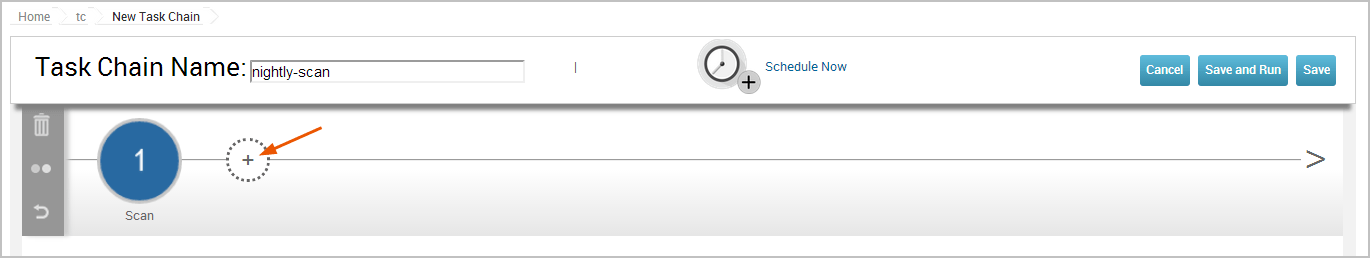 Home tc New Task Chain
Task Chain Name: nightly-scan Schedule Now Cancel Save and Run Save
1
Scan